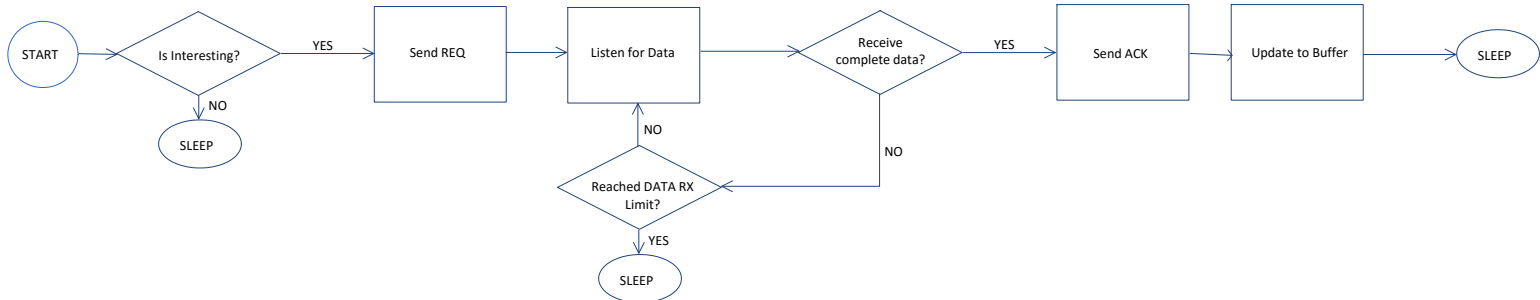 START
Is Interesting?
YES
Send REQ
Listen for Data
Receive
complete data?
YES
Send ACK
Update to Buffer
SLEEP
NO
SLEEP
NO
NO
Reached DATA RX
Limit?
YES
SLEEP